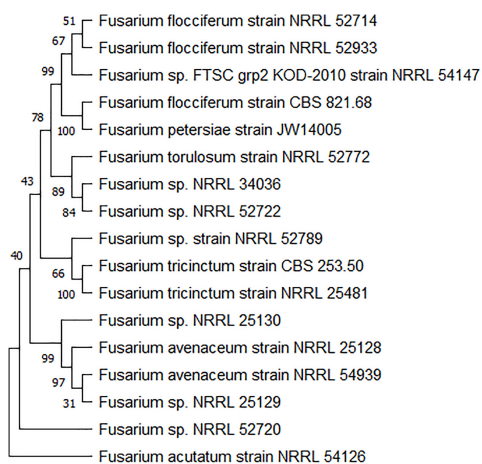 51 Fusarium flocciferum strain NRRL 52714
67 Fusarium flocciferum strain NRRL 52933
99 Fusarium sp. FTSC grp2 KOD-2010 strain NRRL 54147
Fusarium flocciferum strain CBS 821.68
78 100 Fusarium petersiae strain JW14005
Fusarium torulosum strain NRRL 52772
43 89 Fusarium sp. NRRL 34036
84 Fusarium sp. NRRL 52722
Fusarium sp. strain NRRL 52789
40 66 Fusarium tricinctum strain CBS 253.50
100 Fusarium tricinctum strain NRRL 25481
Fusarium sp. NRRL 25130
99 Fusarium avenaceum strain NRRL 25128
97 Fusarium avenaceum strain NRRL 54939
31 Fusarium sp. NRRL 25129
Fusarium sp. NRRL 52720
Fusarium acutatum strain NRRL 54126